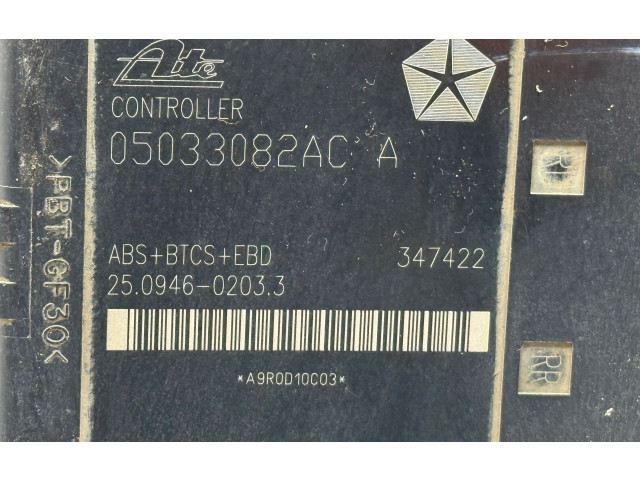 Ate
CONTROLLER
05033082AC A
ABS+BTCS+EBD 347422
25.0946-0203.3
*A9R0D10C03*
>PBT-GF30<
RR